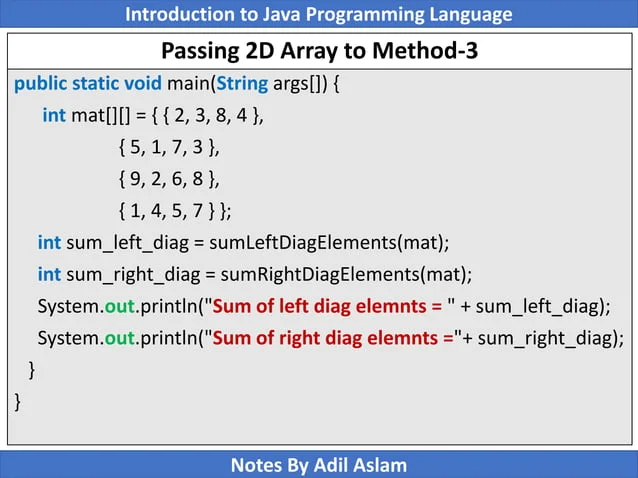 Introduction to Java Programming Language
Passing 2D Array to Method-3
public static void main(String args[]) {
int mat[][] = { { 2, 3, 8, 4 },
{ 5, 1, 7, 3 },
{ 9, 2, 6, 8 },
{ 1, 4, 5, 7 } };
int sum_left_diag = sumLeftDiagElements(mat);
int sum_right_diag = sumRightDiagElements(mat);
System.out.println("Sum of left diag elemnts = " + sum_left_diag);
System.out.println("Sum of right diag elemnts ="+ sum_right_diag);
}
}
Notes By Adil Aslam